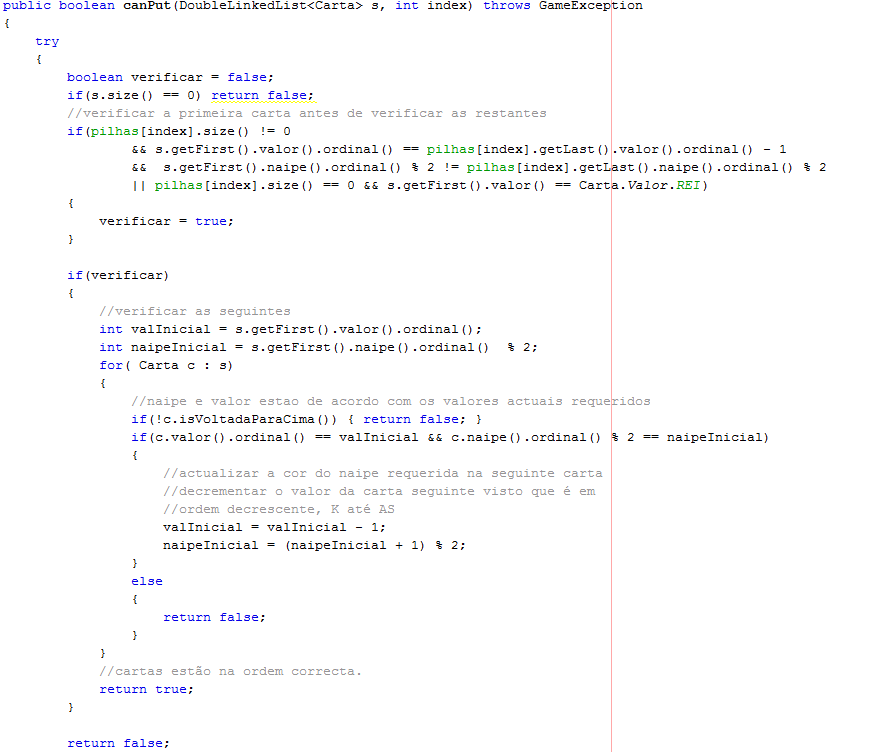 public boolean canPut(DoubleLinkedList<Carta> s, int index) throws GameException
{
    try
    {
        boolean verificar = false;
        if(s.size() == 0) return false;
        //verificar a primeira carta antes de verificar as restantes
        if(pilhas[index].size() != 0
                && s.getFirst().valor().ordinal() == pilhas[index].getLast().valor().ordinal() - 1
                &&  s.getFirst().naipe().ordinal() % 2 != pilhas[index].getLast().naipe().ordinal() % 2
                || pilhas[index].size() == 0 && s.getFirst().valor() == Carta.Valor.REI)
        {
            verificar = true;
        }

        if(verificar)
        {
            //verificar as seguintes
            int valInicial = s.getFirst().valor().ordinal();
            int naipeInicial = s.getFirst().naipe().ordinal()  % 2;
            for( Carta c : s)
            {
                //naipe e valor estao de acordo com os valores actuais requeridos
                if(!c.isVoltadaParaCima()) { return false; }
                if(c.valor().ordinal() == valInicial && c.naipe().ordinal() % 2 == naipeInicial)
                {
                    //actualizar a cor do naipe requerida na seguinte carta
                    //decrementar o valor da carta seguinte visto que é em
                    //ordem decrescente, K até AS
                    valInicial = valInicial - 1;
                    naipeInicial = (naipeInicial + 1) % 2;
                }
                else
                {
                    return false;
                }
            }
            //cartas estão na ordem correcta.
            return true;
        }

        return false;